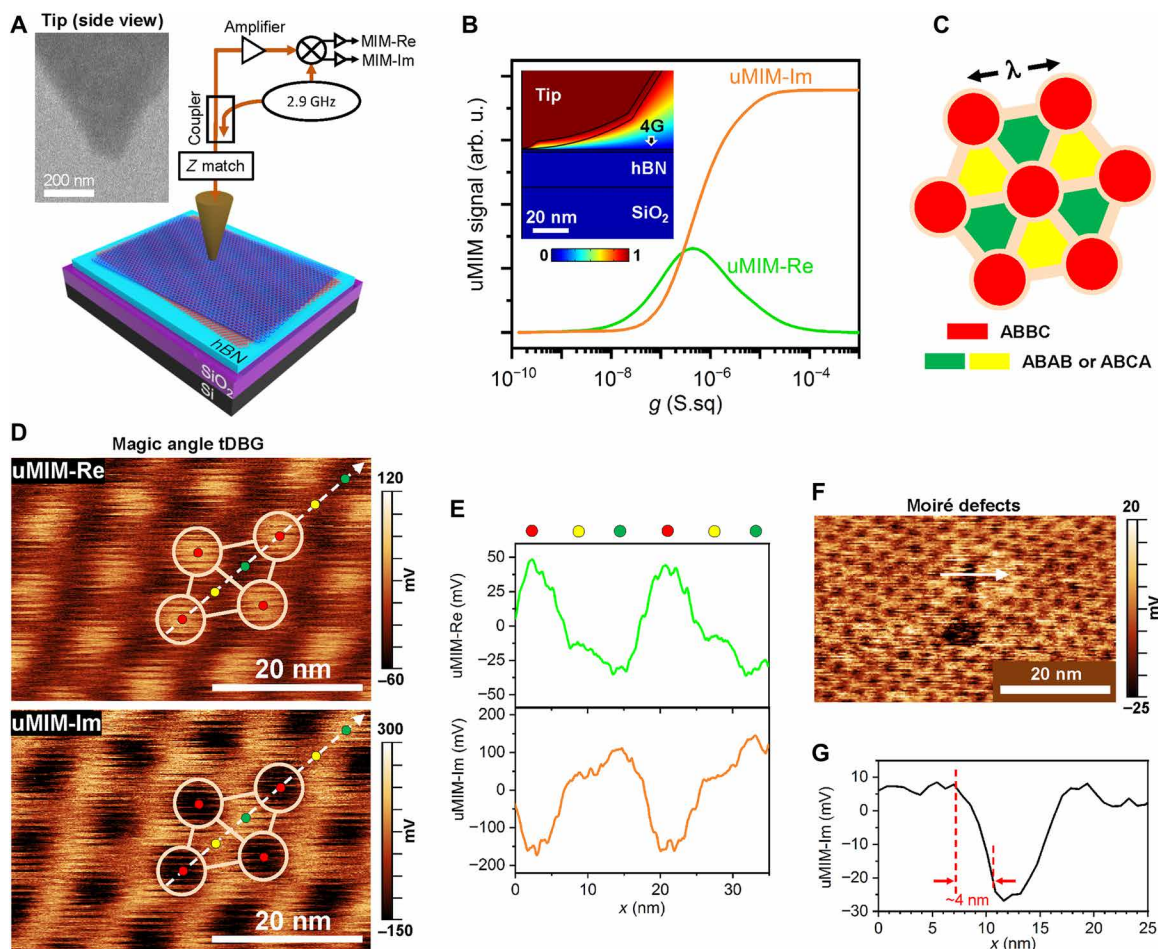 A
Tip (side view)
200 nm
Amplifier
MIM-Re
MIM-Im
2.9 GHz
Coupler
Z match
hBN
SiO₂
Si
B
uMIM signal (arb. u.)
uMIM-Im
Tip
4G
hBN
SiO₂
20 nm
0 1
uMIM-Re
10⁻¹⁰ 10⁻⁸ 10⁻⁶ 10⁻⁴
g (S.sq)
C
λ
ABBC
ABAB or ABCA
D
Magic angle tDBG
uMIM-Re
120
mV
−60
20 nm
uMIM-Im
300
mV
−150
20 nm
E
uMIM-Re (mV)
50
25
0
−25
50
uMIM-Im (mV)
200
100
0
−100
−200
0 10 20 30
x (nm)
F
Moiré defects
20
mV
−25
20 nm
G
uMIM-Im (mV)
10
0
−10
−20
−30
~4 nm
0 5 10 15 20 25
x (nm)